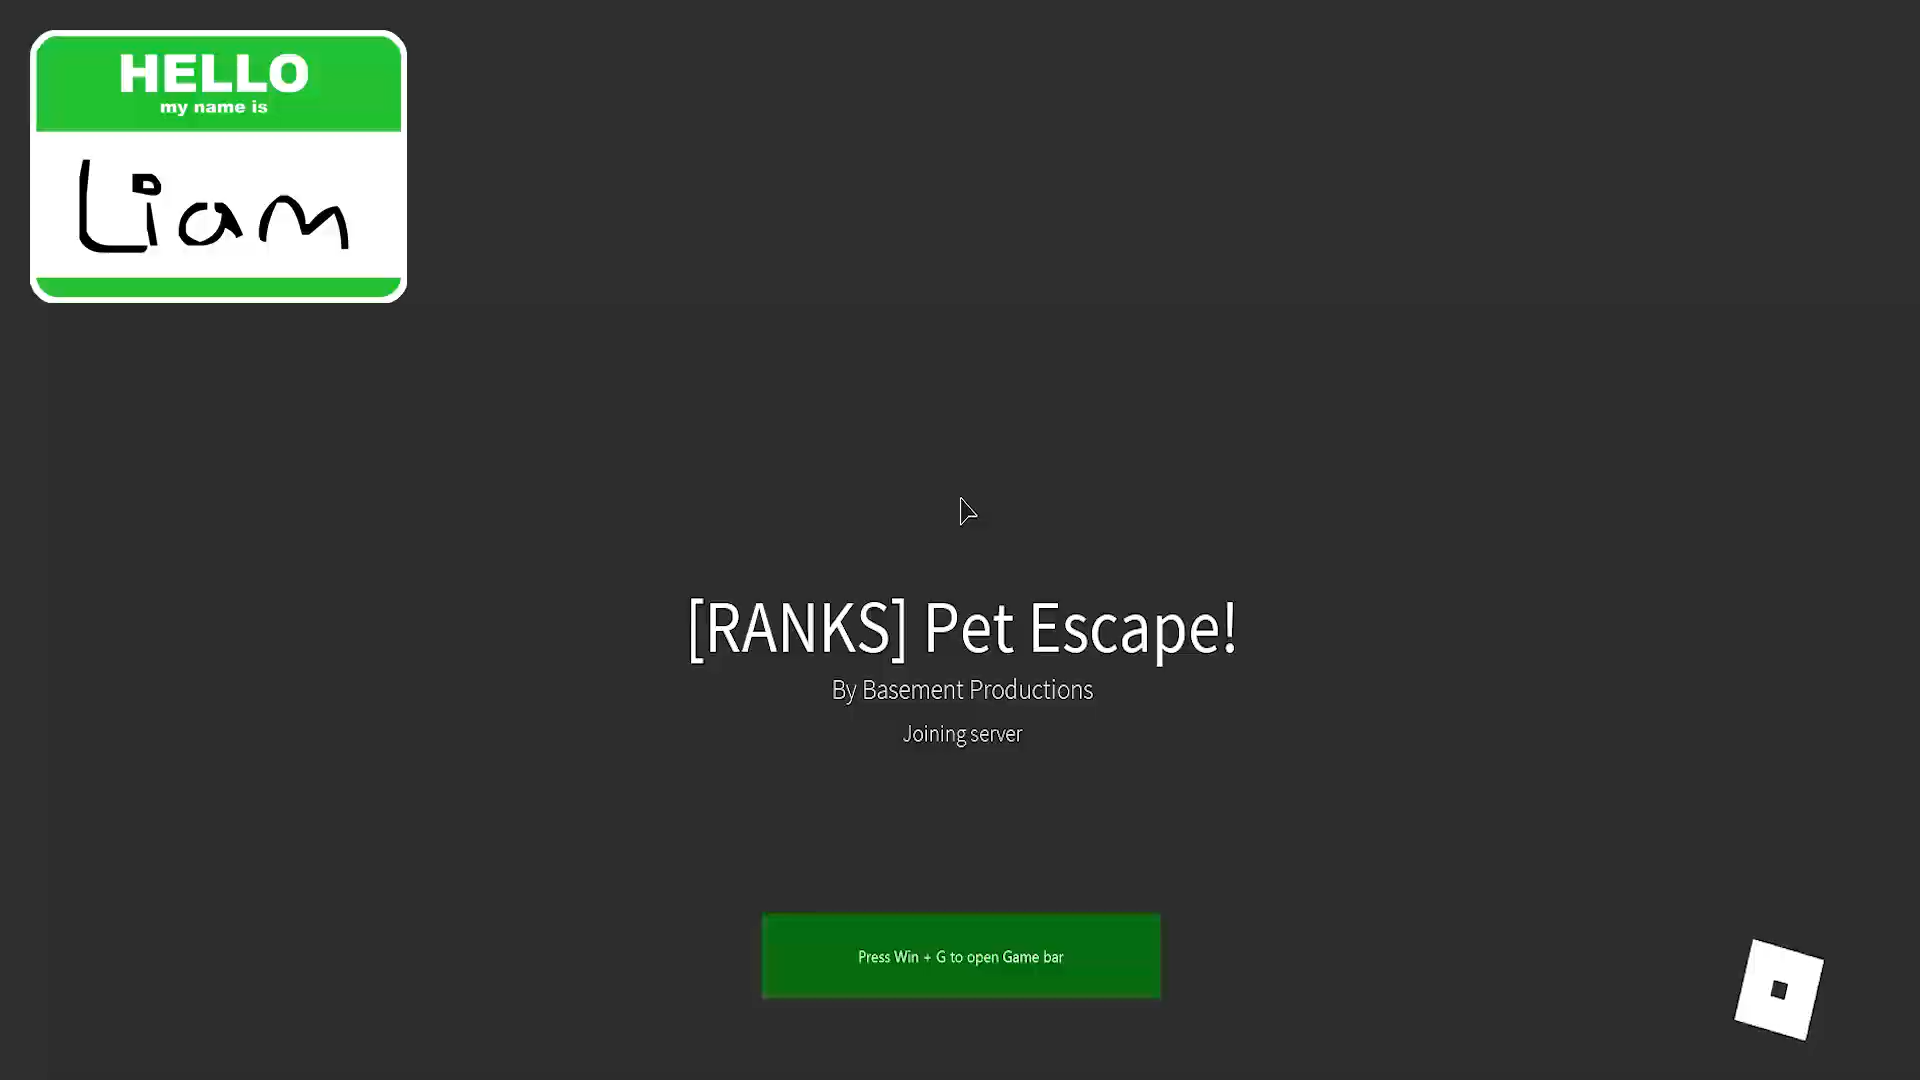 HELLO
my name is
Liam
[RANKS] Pet Escape!
By Basement Productions
Joining server
Press Win + G to open Game bar